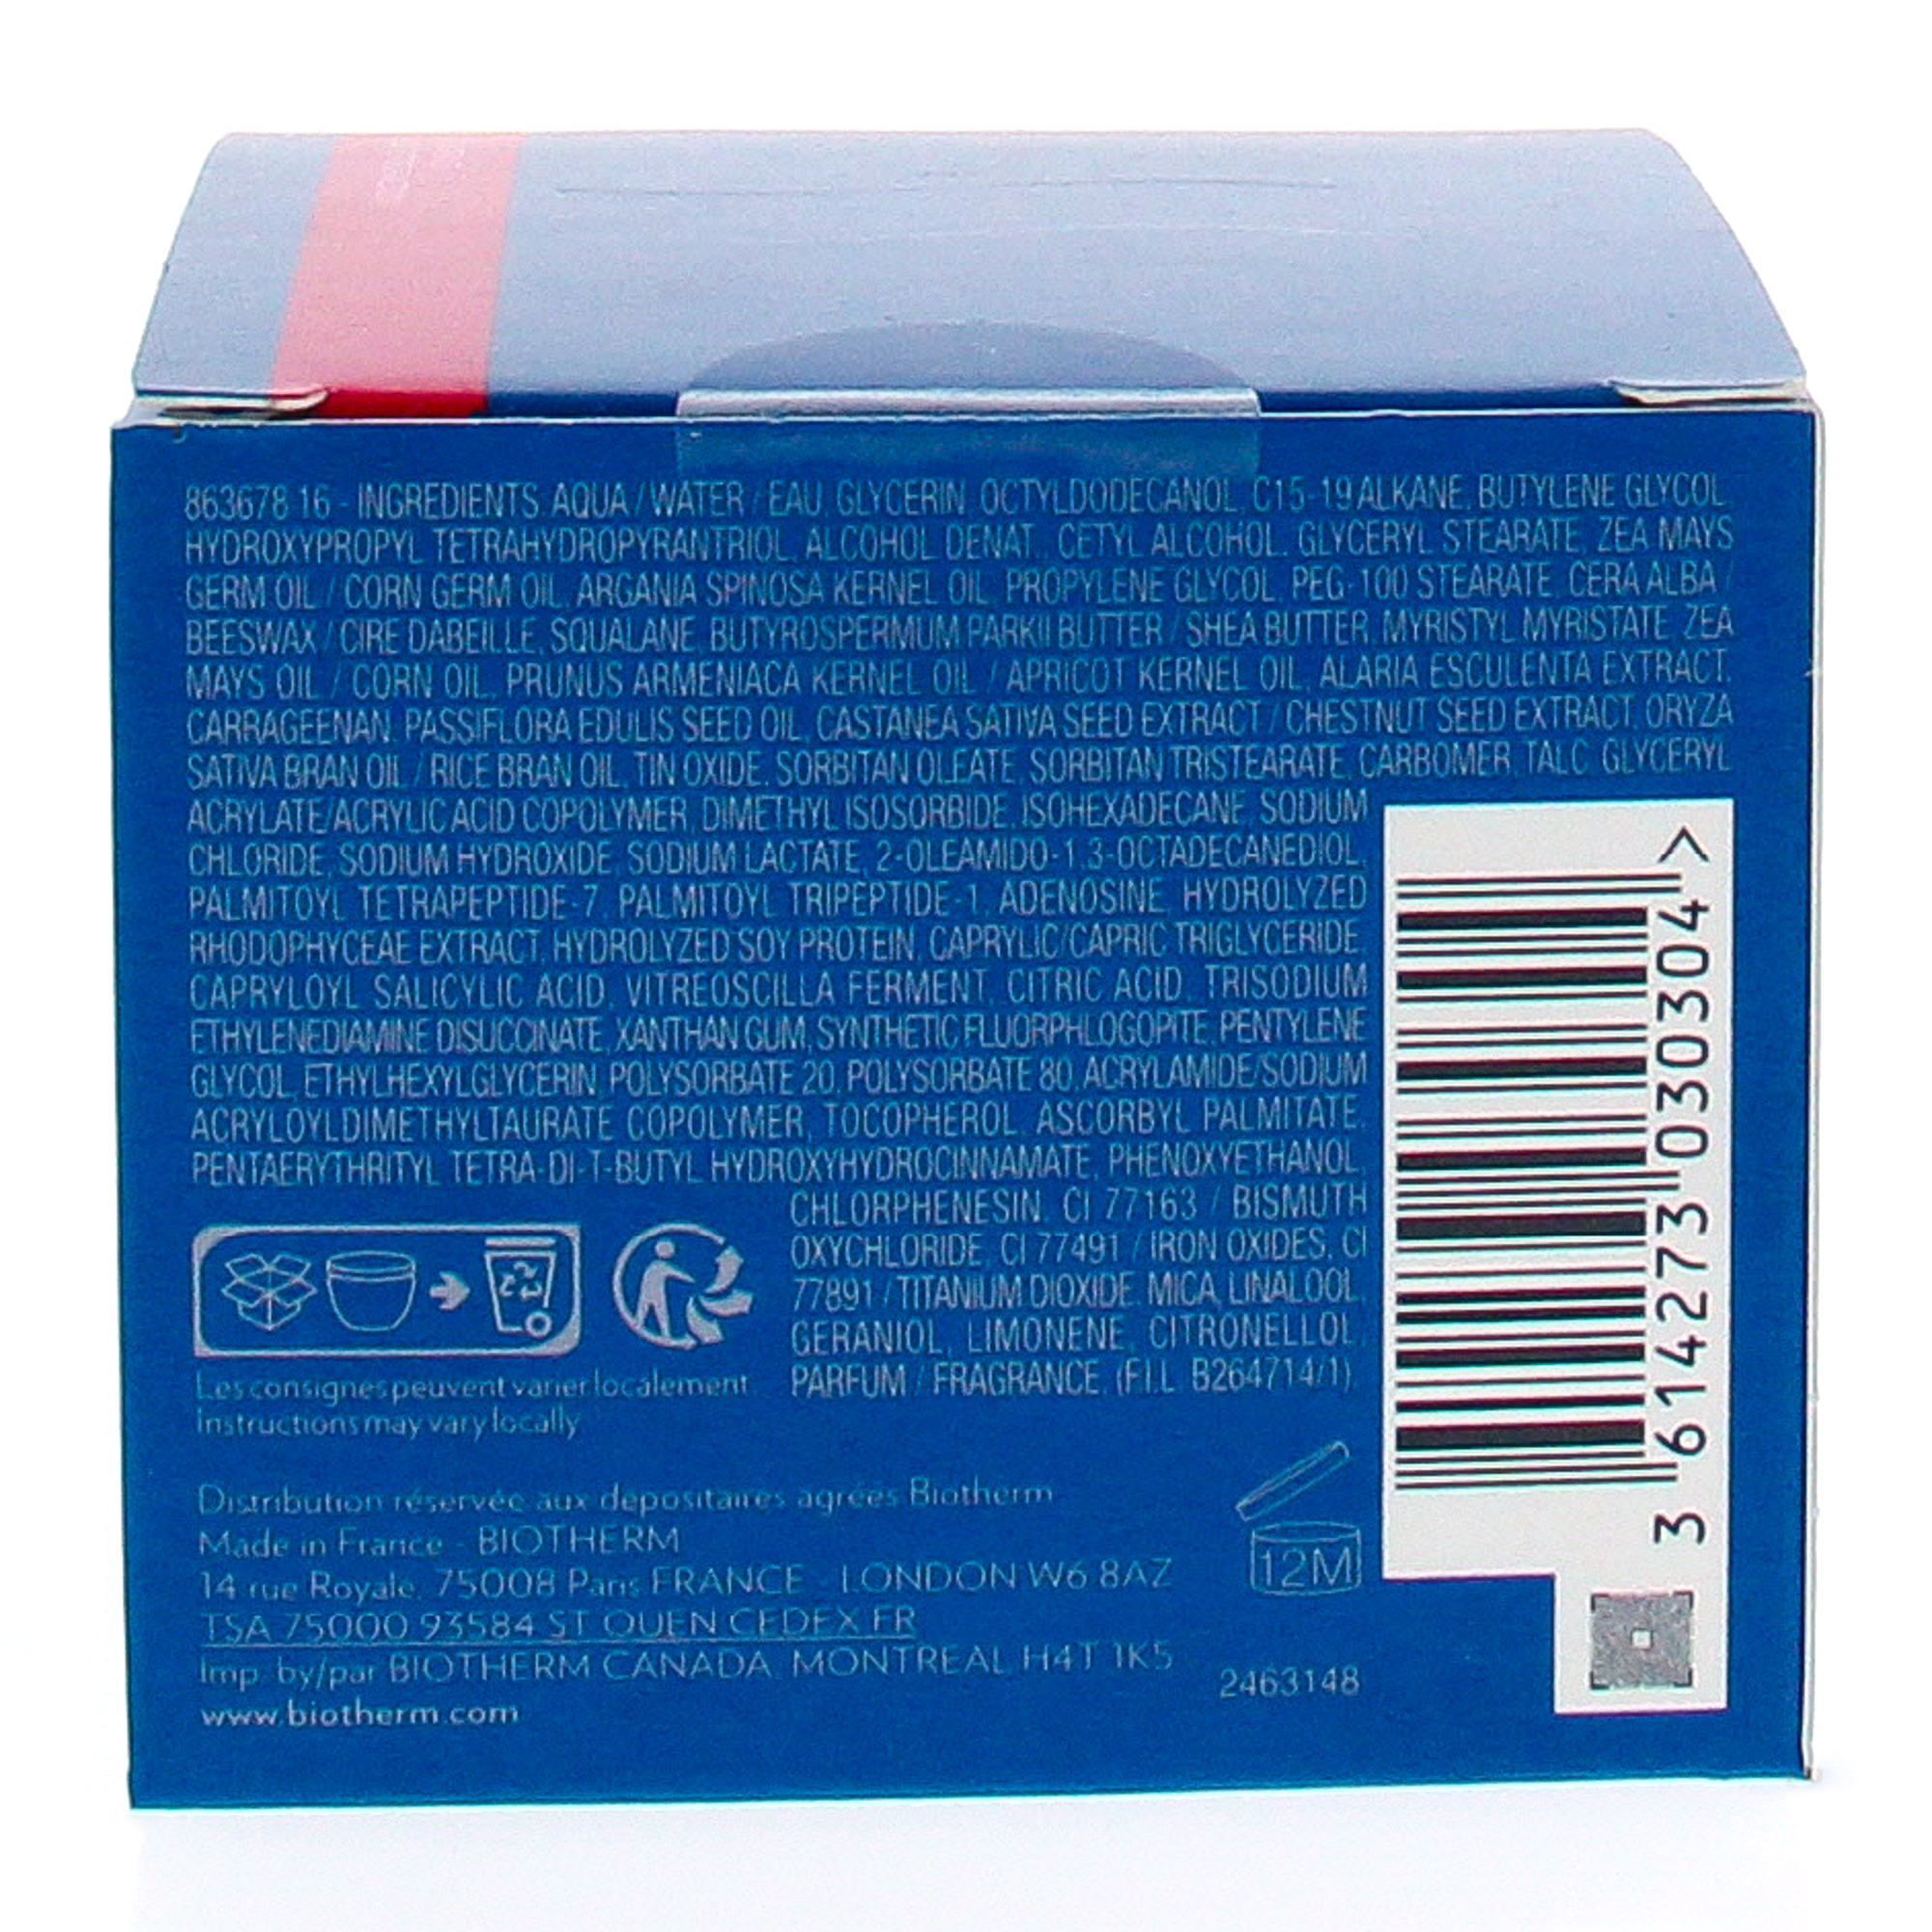 863678 16 - INGREDIENTS: AQUA / WATER / EAU, GLYCERIN, OCTYLDODECANOL, C15-19 ALKANE, BUTYLENE GLYCOL,
HYDROXYPROPYL TETRAHYDROPYRANTRIOL, ALCOHOL DENAT., CETYL ALCOHOL, GLYCERYL STEARATE, ZEA MAYS
GERM OIL / CORN GERM OIL, ARGANIA SPINOSA KERNEL OIL, PROPYLENE GLYCOL, PEG-100 STEARATE, CERA ALBA /
BEESWAX / CIRE DABEILLE, SQUALANE, BUTYROSPERMUM PARKII BUTTER / SHEA BUTTER, MYRISTYL MYRISTATE, ZEA
MAYS OIL / CORN OIL, PRUNUS ARMENIACA KERNEL OIL / APRICOT KERNEL OIL, ALARIA ESCULENTA EXTRACT,
CARRAGEENAN, PASSIFLORA EDULIS SEED OIL, CASTANEA SATIVA SEED EXTRACT / CHESTNUT SEED EXTRACT, ORYZA
SATIVA BRAN OIL / RICE BRAN OIL, TIN OXIDE, SORBITAN OLEATE, SORBITAN TRISTEARATE, CARBOMER, TALC, GLYCERYL
ACRYLATE/ACRYLIC ACID COPOLYMER, DIMETHYL ISOSORBIDE, ISOHEXADECANE, SODIUM
CHLORIDE, SODIUM HYDROXIDE, SODIUM LACTATE, 2-OLEAMIDO-1,3-OCTADECANEDIOL,
PALMITOYL TETRAPEPTIDE-7, PALMITOYL TRIPEPTIDE-1, ADENOSINE, HYDROLYZED
RHODOPHYCEAE EXTRACT, HYDROLYZED SOY PROTEIN, CAPRYLIC/CAPRIC TRIGLYCERIDE,
CAPRYLOYL SALICYLIC ACID, VITREOSCILLA FERMENT, CITRIC ACID, TRISODIUM
ETHYLENEDIAMINE DISUCCINATE, XANTHAN GUM, SYNTHETIC FLUORPHLOGOPITE, PENTYLENE
GLYCOL, ETHYLHEXYLGLYCERIN, POLYSORBATE 20, POLYSORBATE 80, ACRYLAMIDE/SODIUM
ACRYLOYLDIMETHYLTAURATE COPOLYMER, TOCOPHEROL, ASCORBYL PALMITATE,
PENTAERYTHRITYL TETRA-DI-T-BUTYL HYDROXYHYDROCINNAMATE, PHENOXYETHANOL,
CHLORPHENESIN, CI 77163 / BISMUTH
OXYCHLORIDE, CI 77491 / IRON OXIDES, CI
77891 / TITANIUM DIOXIDE, MICA, LINALOOL,
GERANIOL, LIMONENE, CITRONELLOL,
PARFUM / FRAGRANCE, (F.I.L. B264714/1).
Les consignes peuvent varier localement
Instructions may vary locally
Distribution réservée aux dépositaires agréés Biotherm
Made in France - BIOTHERM
14 rue Royale, 75008 Paris FRANCE - LONDON W6 8AZ
TSA 75000 93584 ST OUEN CEDEX FR
Imp. by/par BIOTHERM CANADA, MONTREAL, H4T 1K5
www.biotherm.com
12M
2463148
3 614273 030304 >